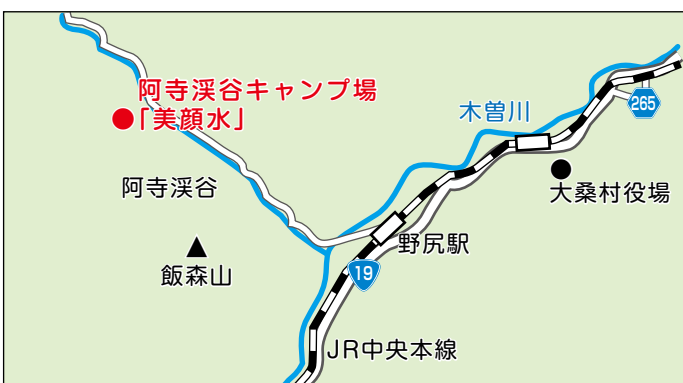 阿寺渓谷キャンプ場
「美顔水」
木曽川
265
阿寺渓谷
大桑村役場
野尻駅
飯森山
19
JR中央本線